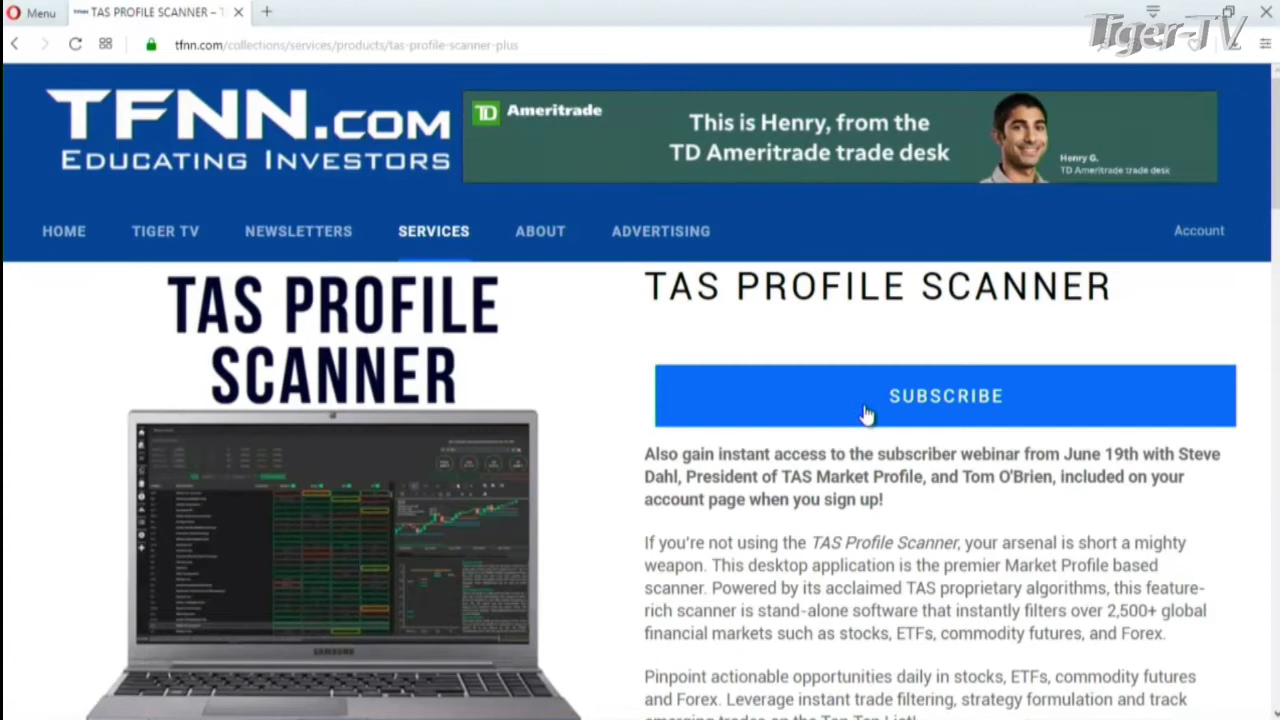 Menu
TAS PROFILE SCANNER –
Tiger-TV
tfnn.com/collections/services/products/tas-profile-scanner-plus
TFNN.COM
EDUCATING INVESTORS
TD Ameritrade
This is Henry, from the
TD Ameritrade trade desk
Henry G.
TD Ameritrade trade desk
HOME TIGER TV NEWSLETTERS SERVICES ABOUT ADVERTISING Account
TAS PROFILE
SCANNER
SAMSUNG
TAS PROFILE SCANNER
SUBSCRIBE
Also gain instant access to the subscriber webinar from June 19th with Steve
Dahl, President of TAS Market Profile, and Tom O'Brien, included on your
account page when you sign up!
If you're not using the TAS Profile Scanner, your arsenal is short a mighty
weapon. This desktop application is the premier Market Profile based
scanner. Powered by its acclaimed TAS proprietary algorithms, this feature-
rich scanner is stand-alone software that instantly filters over 2,500+ global
financial markets such as stocks, ETFs, commodity futures, and Forex.
Pinpoint actionable opportunities daily in stocks, ETFs, commodity futures
and Forex. Leverage instant trade filtering, strategy formulation and track
emerging trades on the Top Ten List!